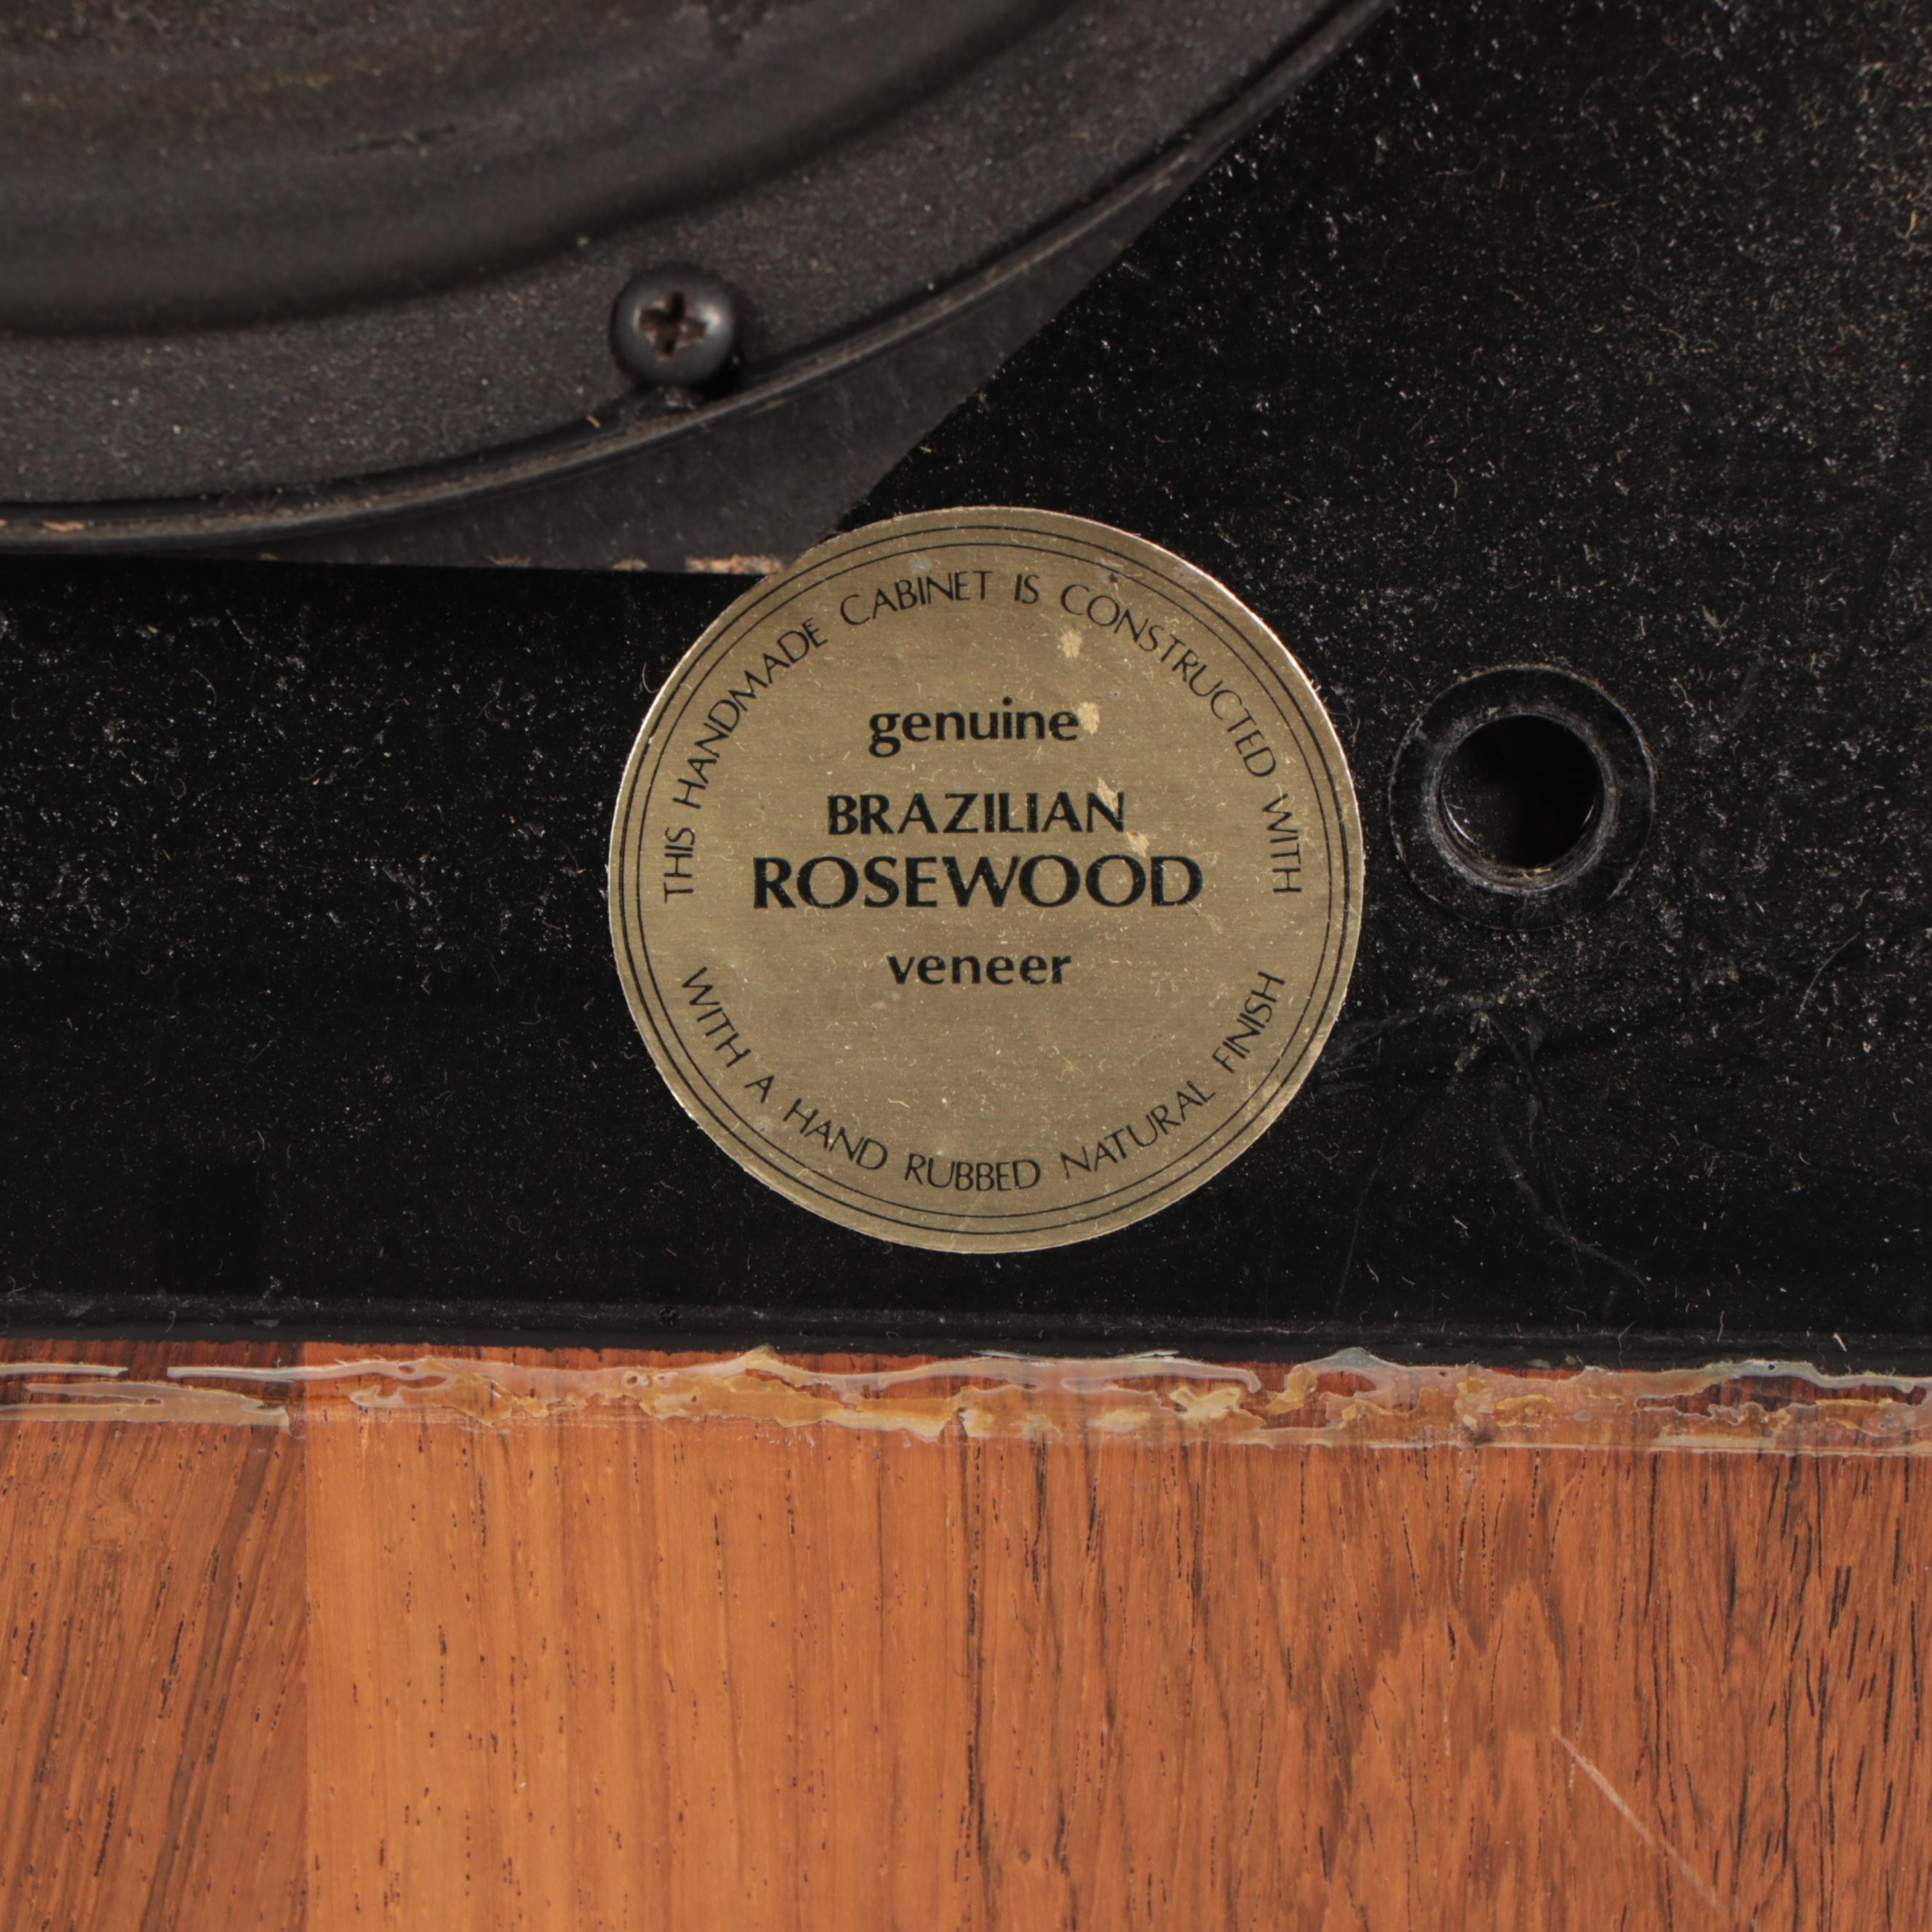 THIS HANDMADE CABINET IS CONSTRUCTED WITH
genuine
BRAZILIAN
ROSEWOOD
veneer
WITH A HAND RUBBED NATURAL FINISH